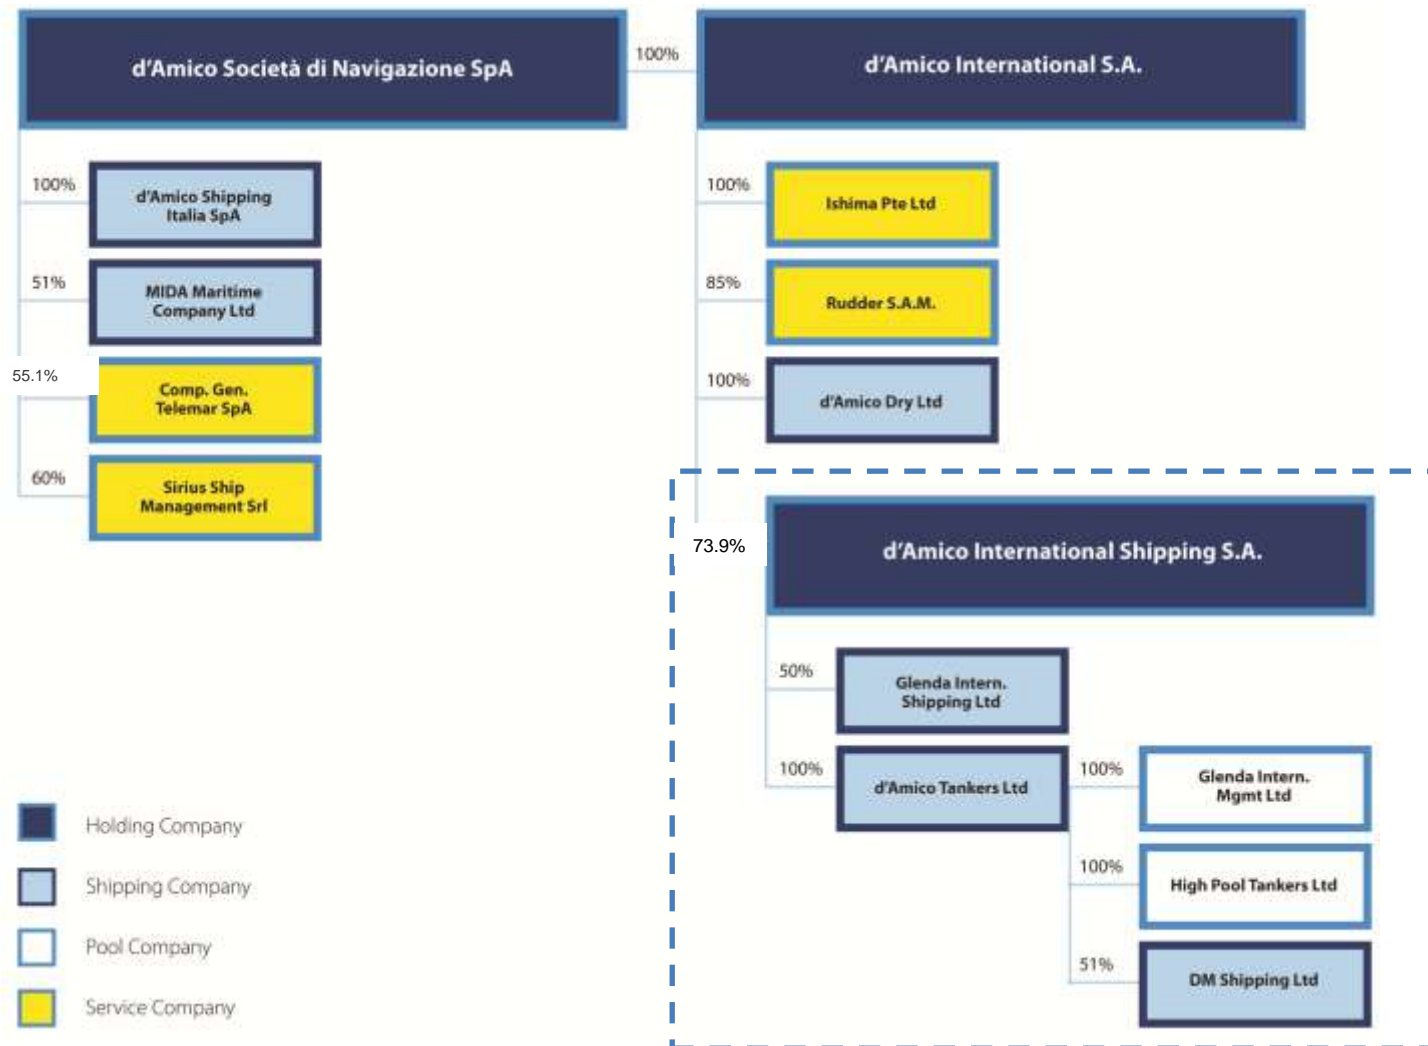 d'Amico Società di Navigazione SpA
100%
d'Amico International S.A.
100%
d'Amico Shipping
Italia SpA
51%
MIDA Maritime
Company Ltd
55.1%
Comp. Gen.
Telemar SpA
60%
Sirius Ship
Management Srl
100%
Ishima Pte Ltd
85%
Rudder S.A.M.
100%
d'Amico Dry Ltd
73.9%
d'Amico International Shipping S.A.
50%
Glenda Intern.
Shipping Ltd
100%
d'Amico Tankers Ltd
100%
Glenda Intern.
Mgmt Ltd
100%
High Pool Tankers Ltd
51%
DM Shipping Ltd
Holding Company
Shipping Company
Pool Company
Service Company